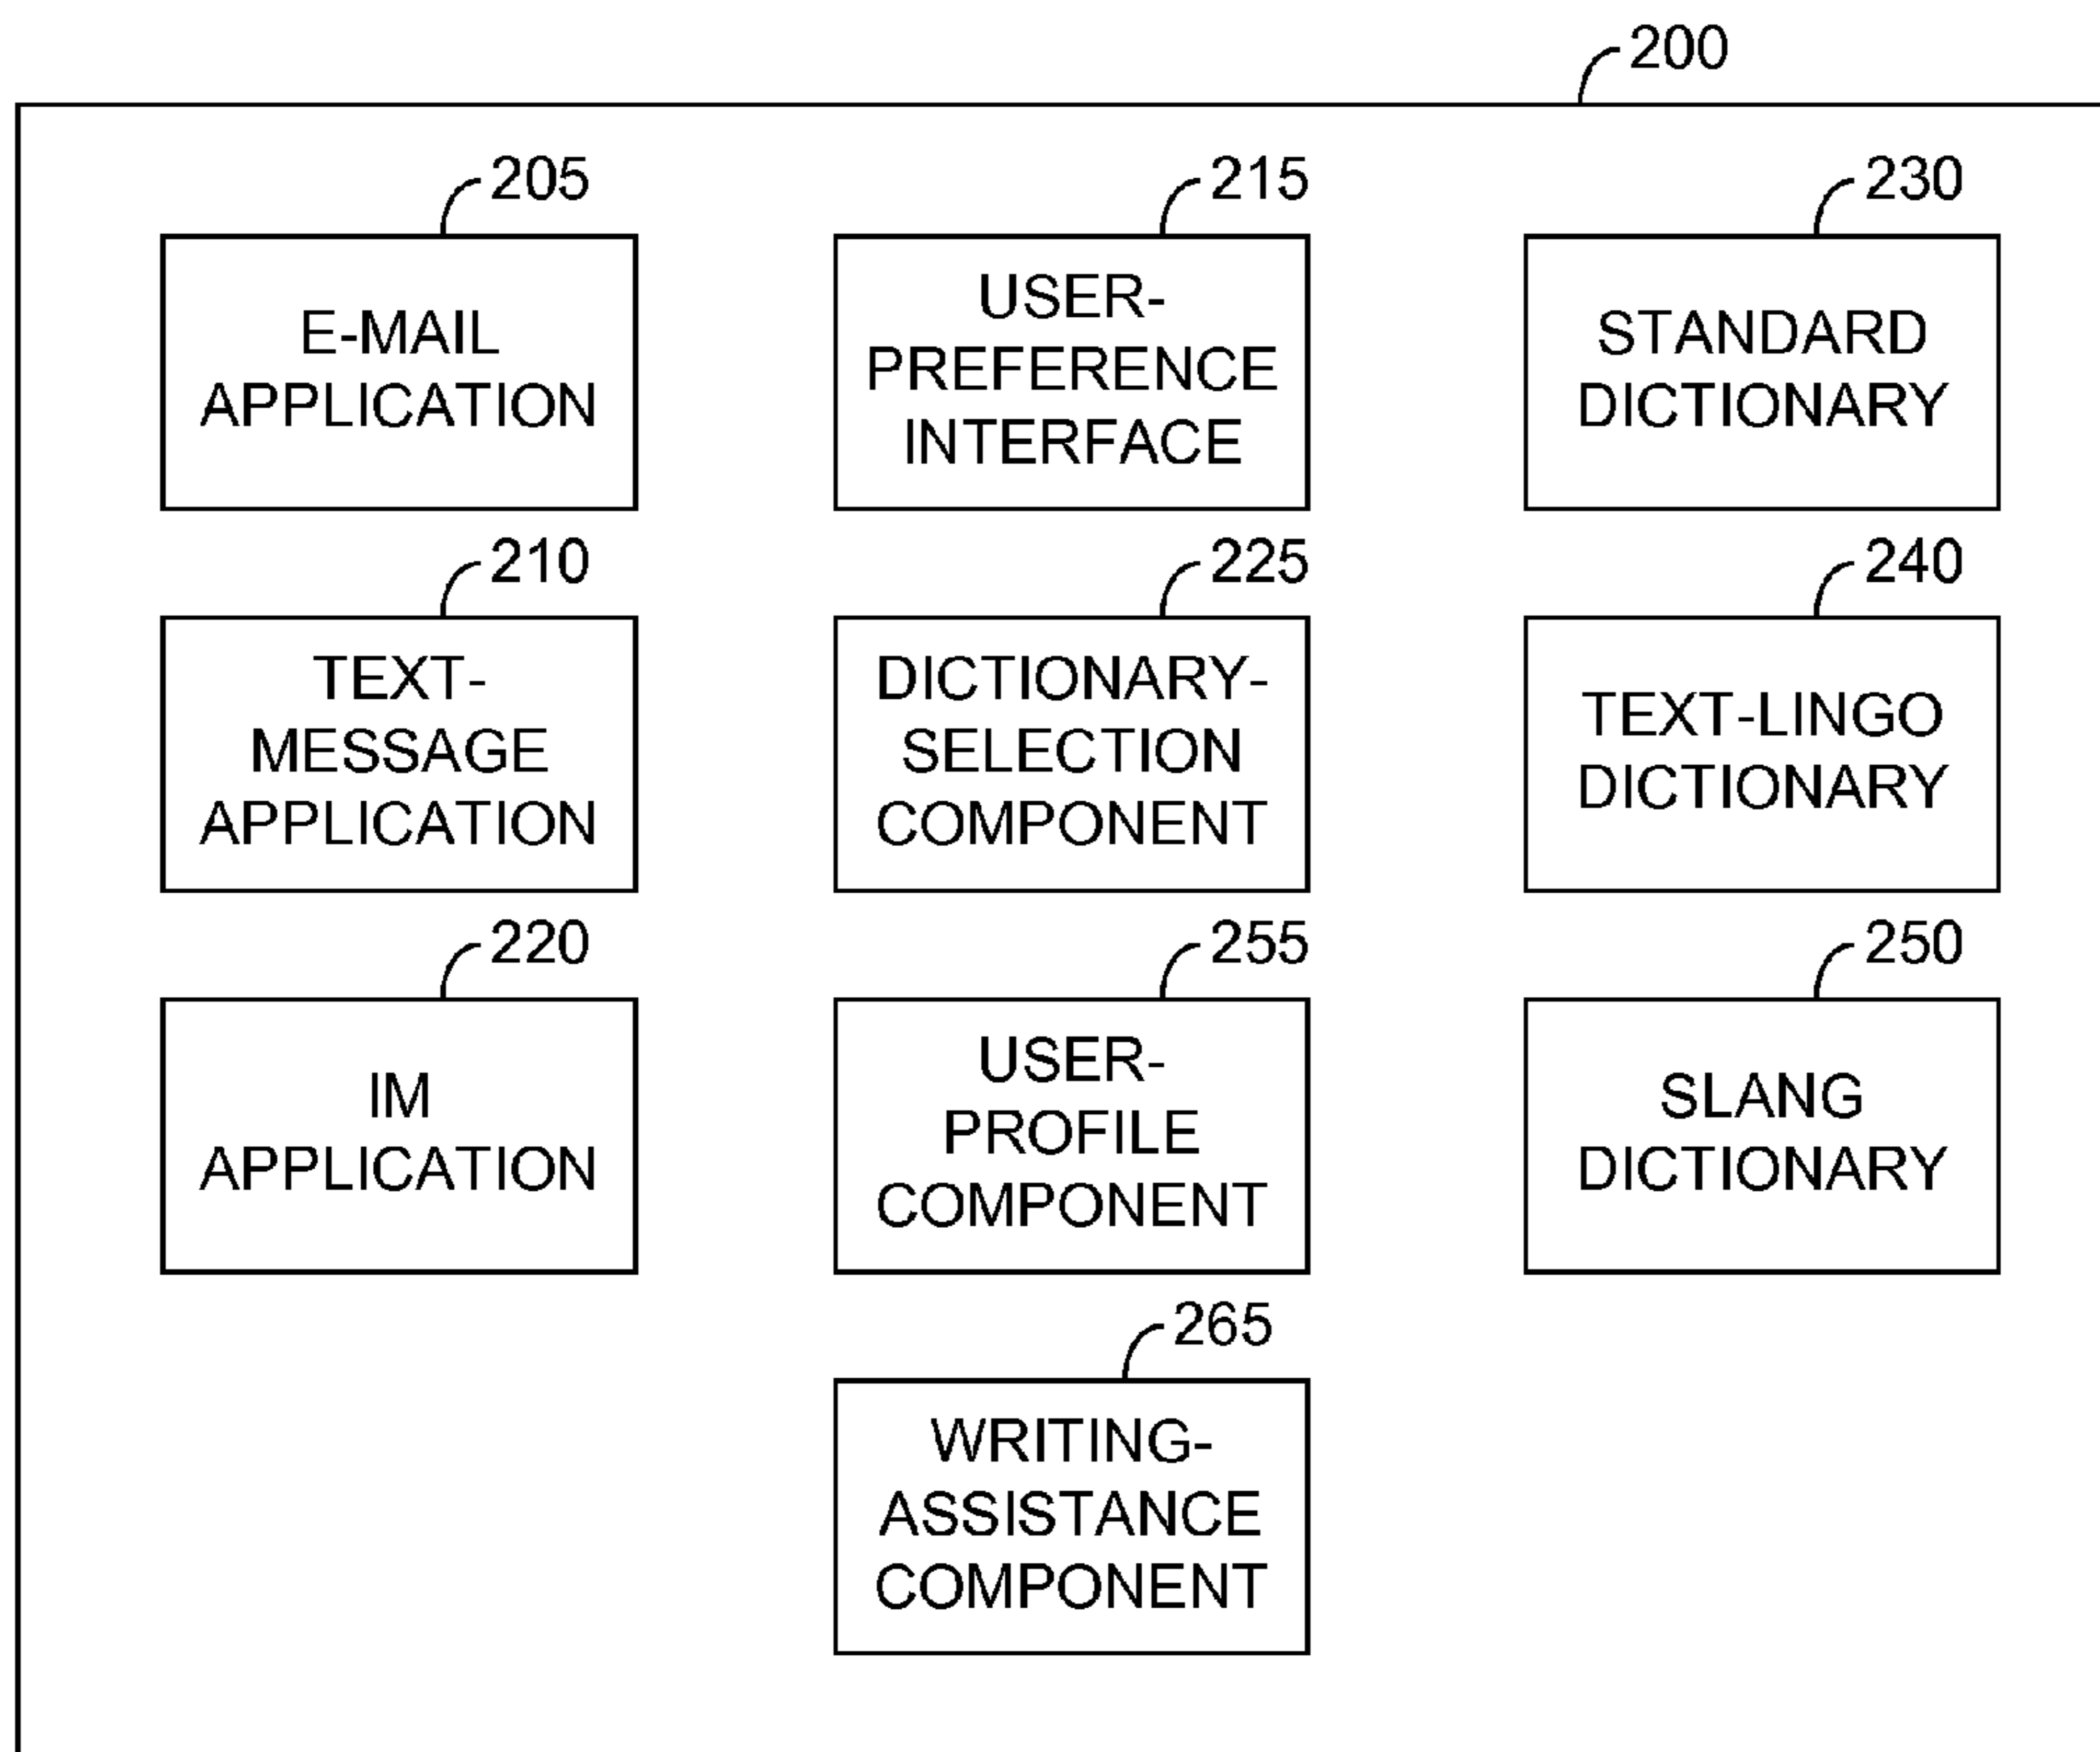 200
205
E-MAIL
APPLICATION
215
USER-
PREFERENCE
INTERFACE
230
STANDARD
DICTIONARY
210
TEXT-
MESSAGE
APPLICATION
225
DICTIONARY-
SELECTION
COMPONENT
240
TEXT-LINGO
DICTIONARY
220
IM
APPLICATION
255
USER-
PROFILE
COMPONENT
250
SLANG
DICTIONARY
265
WRITING-
ASSISTANCE
COMPONENT